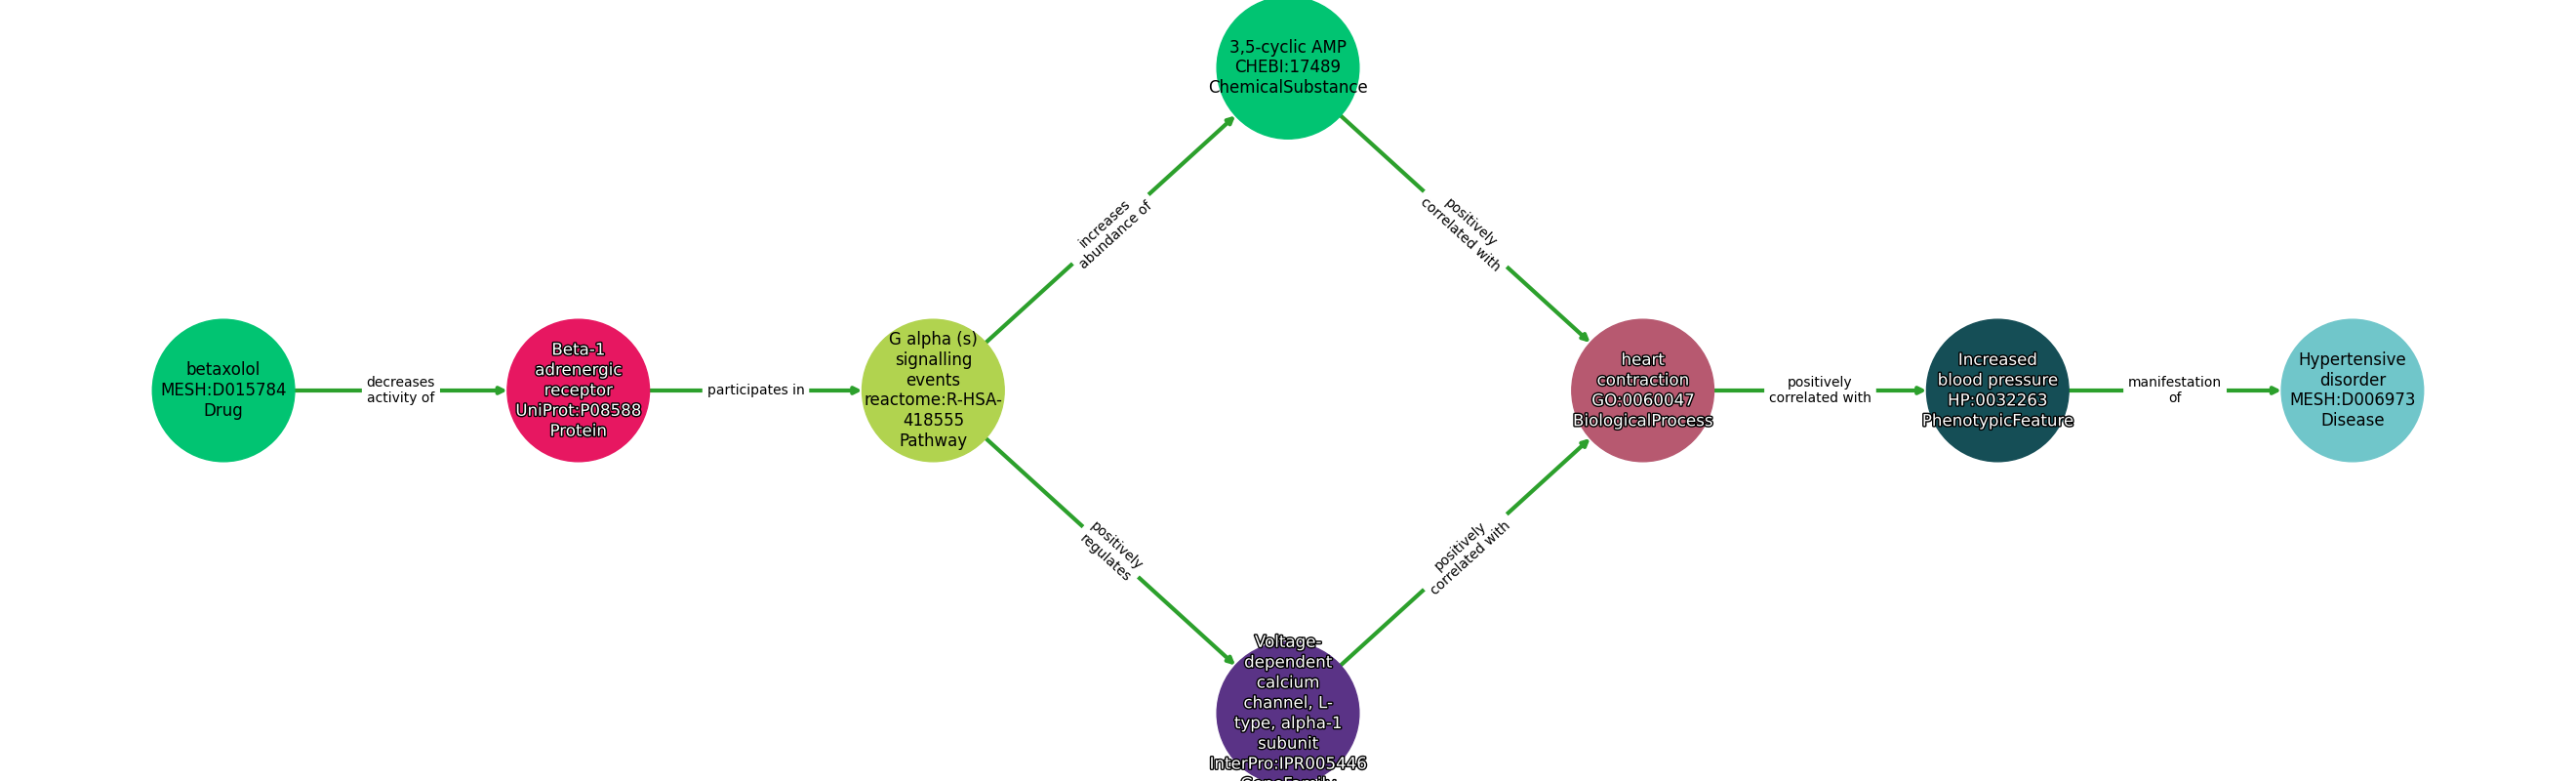 3,5-cyclic AMP
CHEBI:17489
ChemicalSubstance
increases
abundance of
positively
correlated with
betaxolol
MESH:D015784
Drug
decreases
activity of
Beta-1
adrenergic
receptor
UniProt:P08588
Protein
participates in
G alpha (s)
signalling
events
reactome:R-HSA-
418555
Pathway
heart
contraction
GO:0060047
BiologicalProcess
positively
correlated with
Increased
blood pressure
HP:0032263
PhenotypicFeature
manifestation
of
Hypertensive
disorder
MESH:D006973
Disease
positively
regulates
positively
correlated with
Voltage-
dependent
calcium
channel, L-
type, alpha-1
subunit
InterPro:IPR005446
GeneFamily